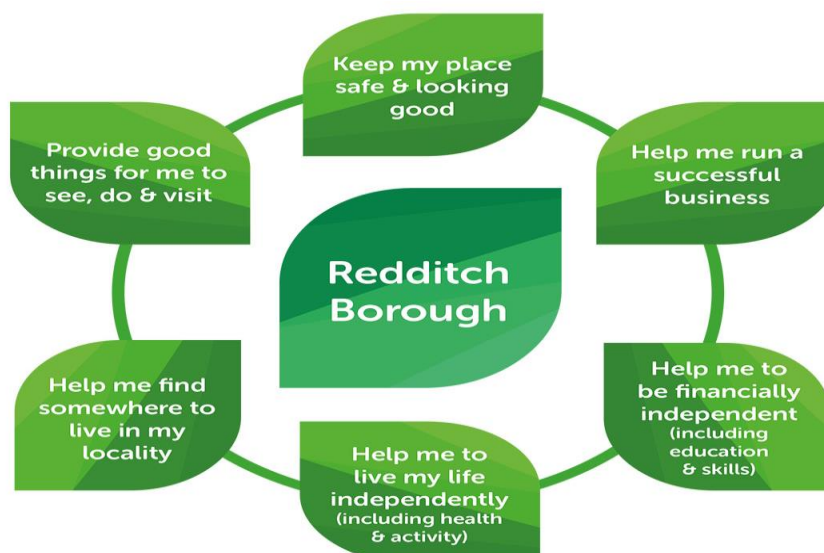 Keep my place
safe & looking
good
Provide good
things for me to
see, do & visit
Help me run a
successful
business
Redditch
Borough
Help me find
somewhere to
live in my
locality
Help me to
be financially
independent
(including
education
& skills)
Help me to
live my life
independently
(including health
& activity)